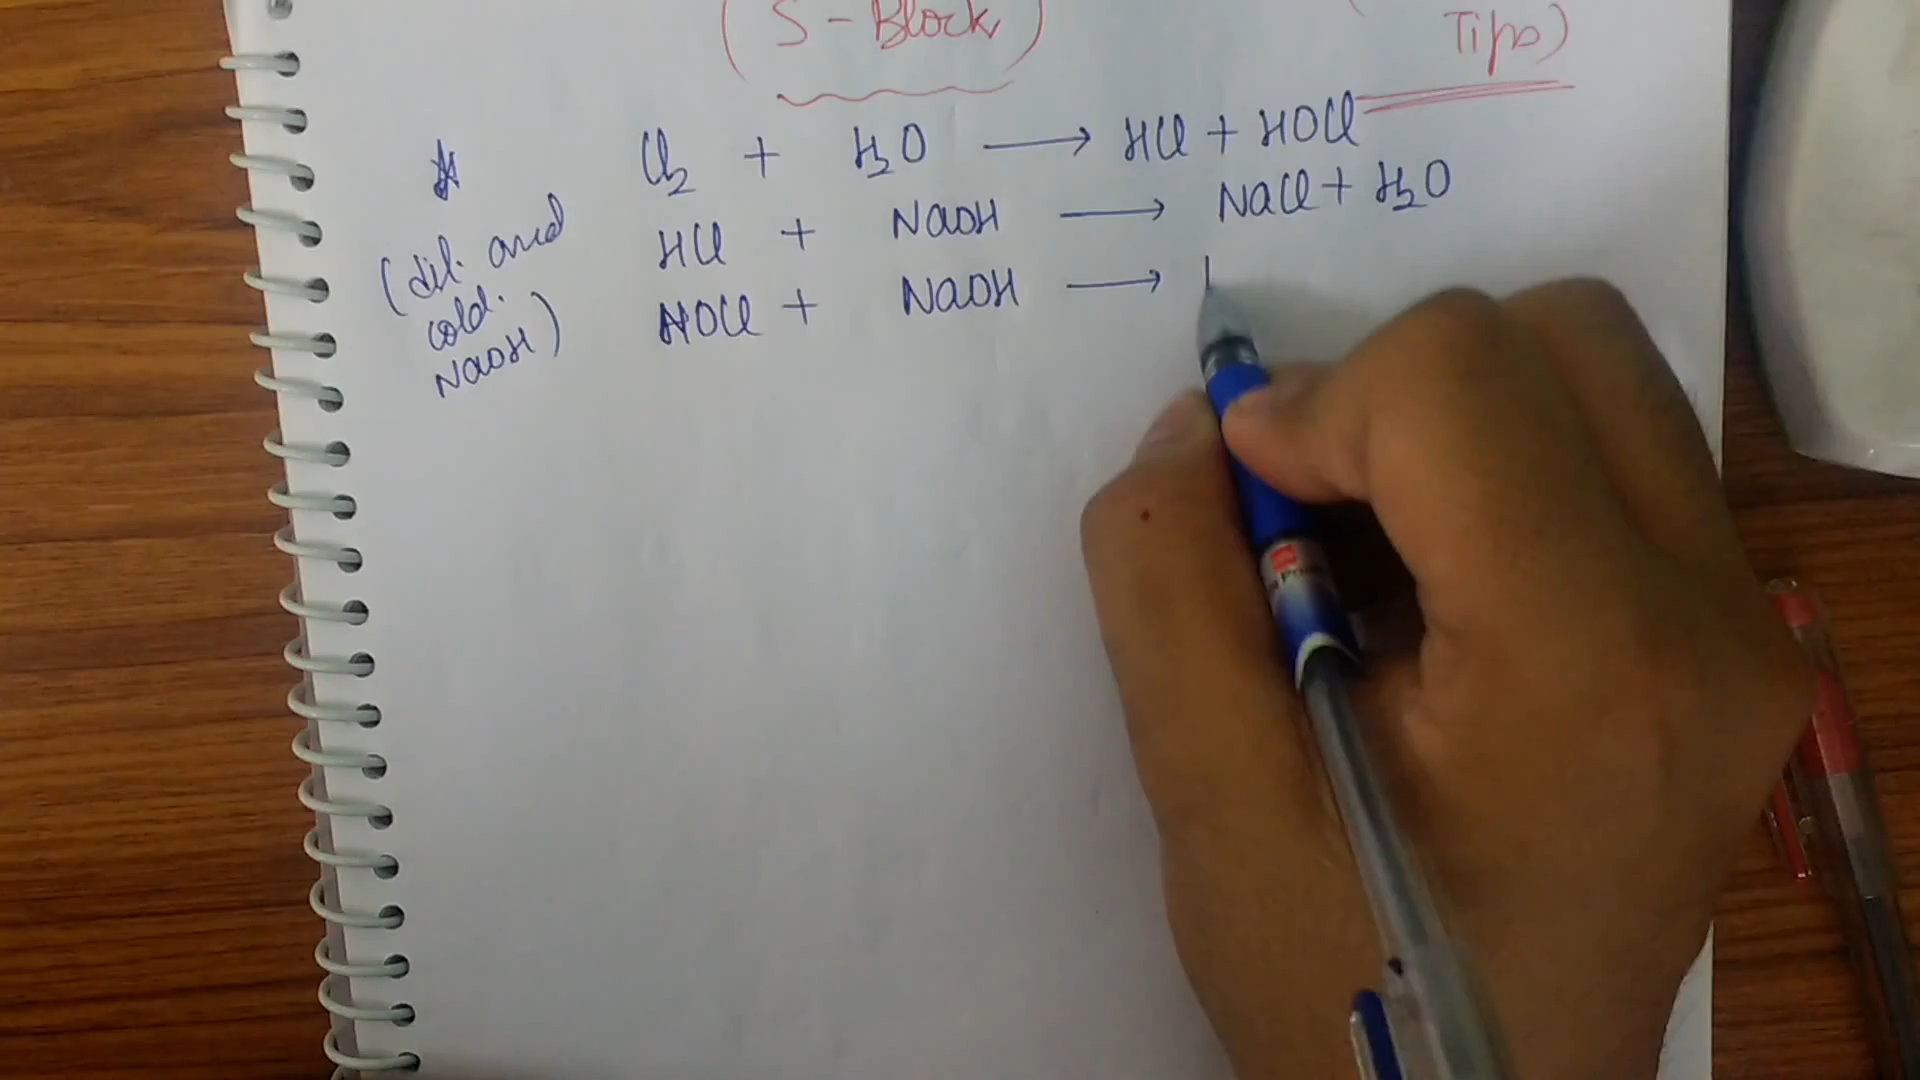 (S-Block)
Tips)
Cl2 + H2O → HCl + HOCl
HCl + NaOH → NaCl + H2O
(dil. and cold. NaOH)
HOCl + NaOH →